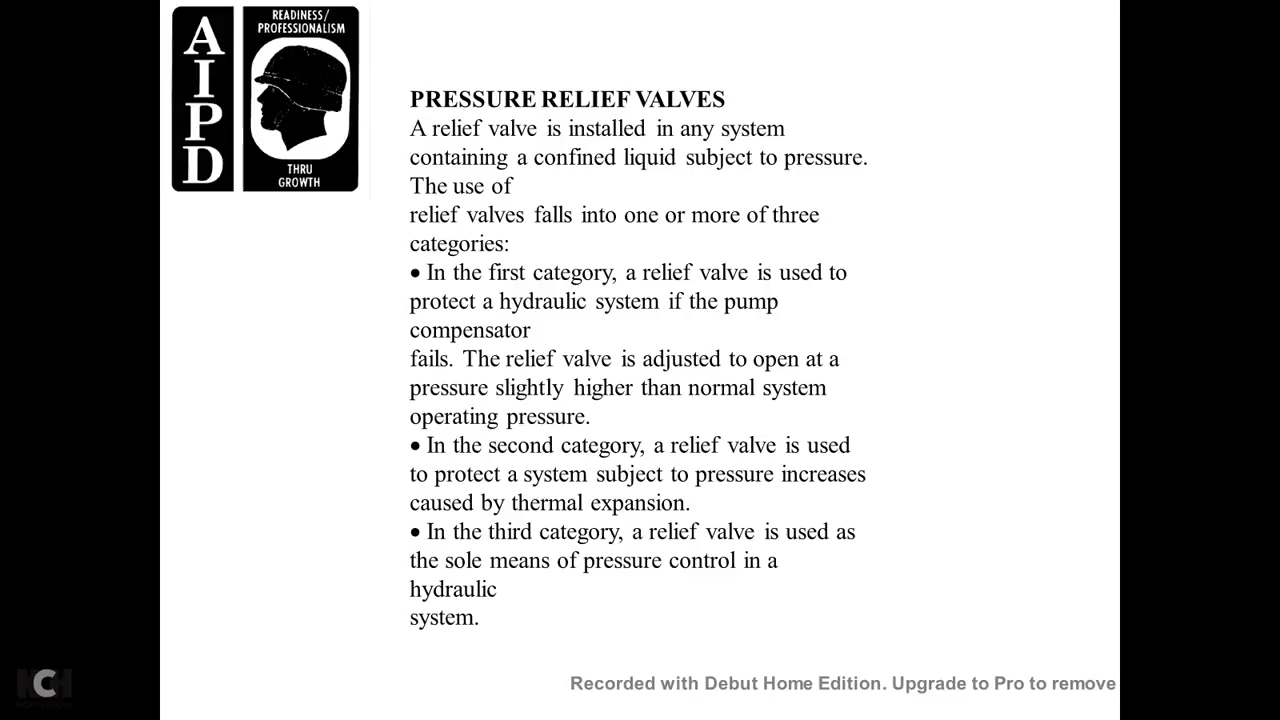 AIPD
READINESS/
PROFESSIONALISM
THRU
GROWTH
PRESSURE RELIEF VALVES
A relief valve is installed in any system
containing a confined liquid subject to pressure.
The use of
relief valves falls into one or more of three
categories:
• In the first category, a relief valve is used to
protect a hydraulic system if the pump
compensator
fails. The relief valve is adjusted to open at a
pressure slightly higher than normal system
operating pressure.
• In the second category, a relief valve is used
to protect a system subject to pressure increases
caused by thermal expansion.
• In the third category, a relief valve is used as
the sole means of pressure control in a
hydraulic
system.
NCH
Recorded with Debut Home Edition. Upgrade to Pro to remove